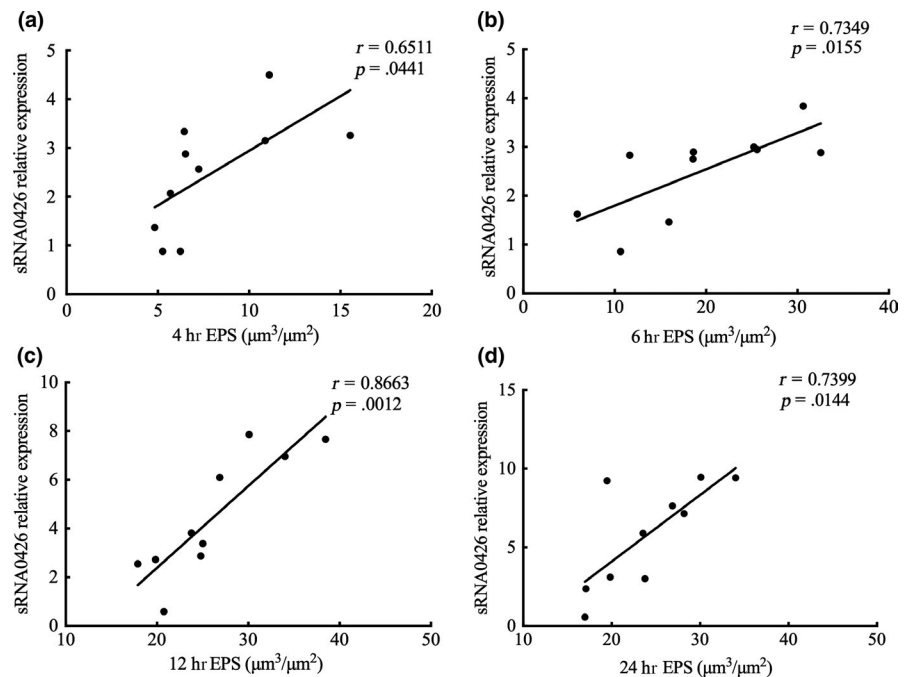 (a)
r = 0.6511
p = .0441
sRNA0426 relative expression
5
4
3
2
1
0
0 5 10 15 20
4 hr EPS (μm³/μm²)
(b)
r = 0.7349
p = .0155
sRNA0426 relative expression
5
4
3
2
1
0
0 10 20 30 40
6 hr EPS (μm³/μm²)
(c)
r = 0.8663
p = .0012
sRNA0426 relative expression
10
8
6
4
2
0
10 20 30 40 50
12 hr EPS (μm³/μm²)
(d)
r = 0.7399
p = .0144
sRNA0426 relative expression
15
10
5
0
10 20 30 40 50
24 hr EPS (μm³/μm²)